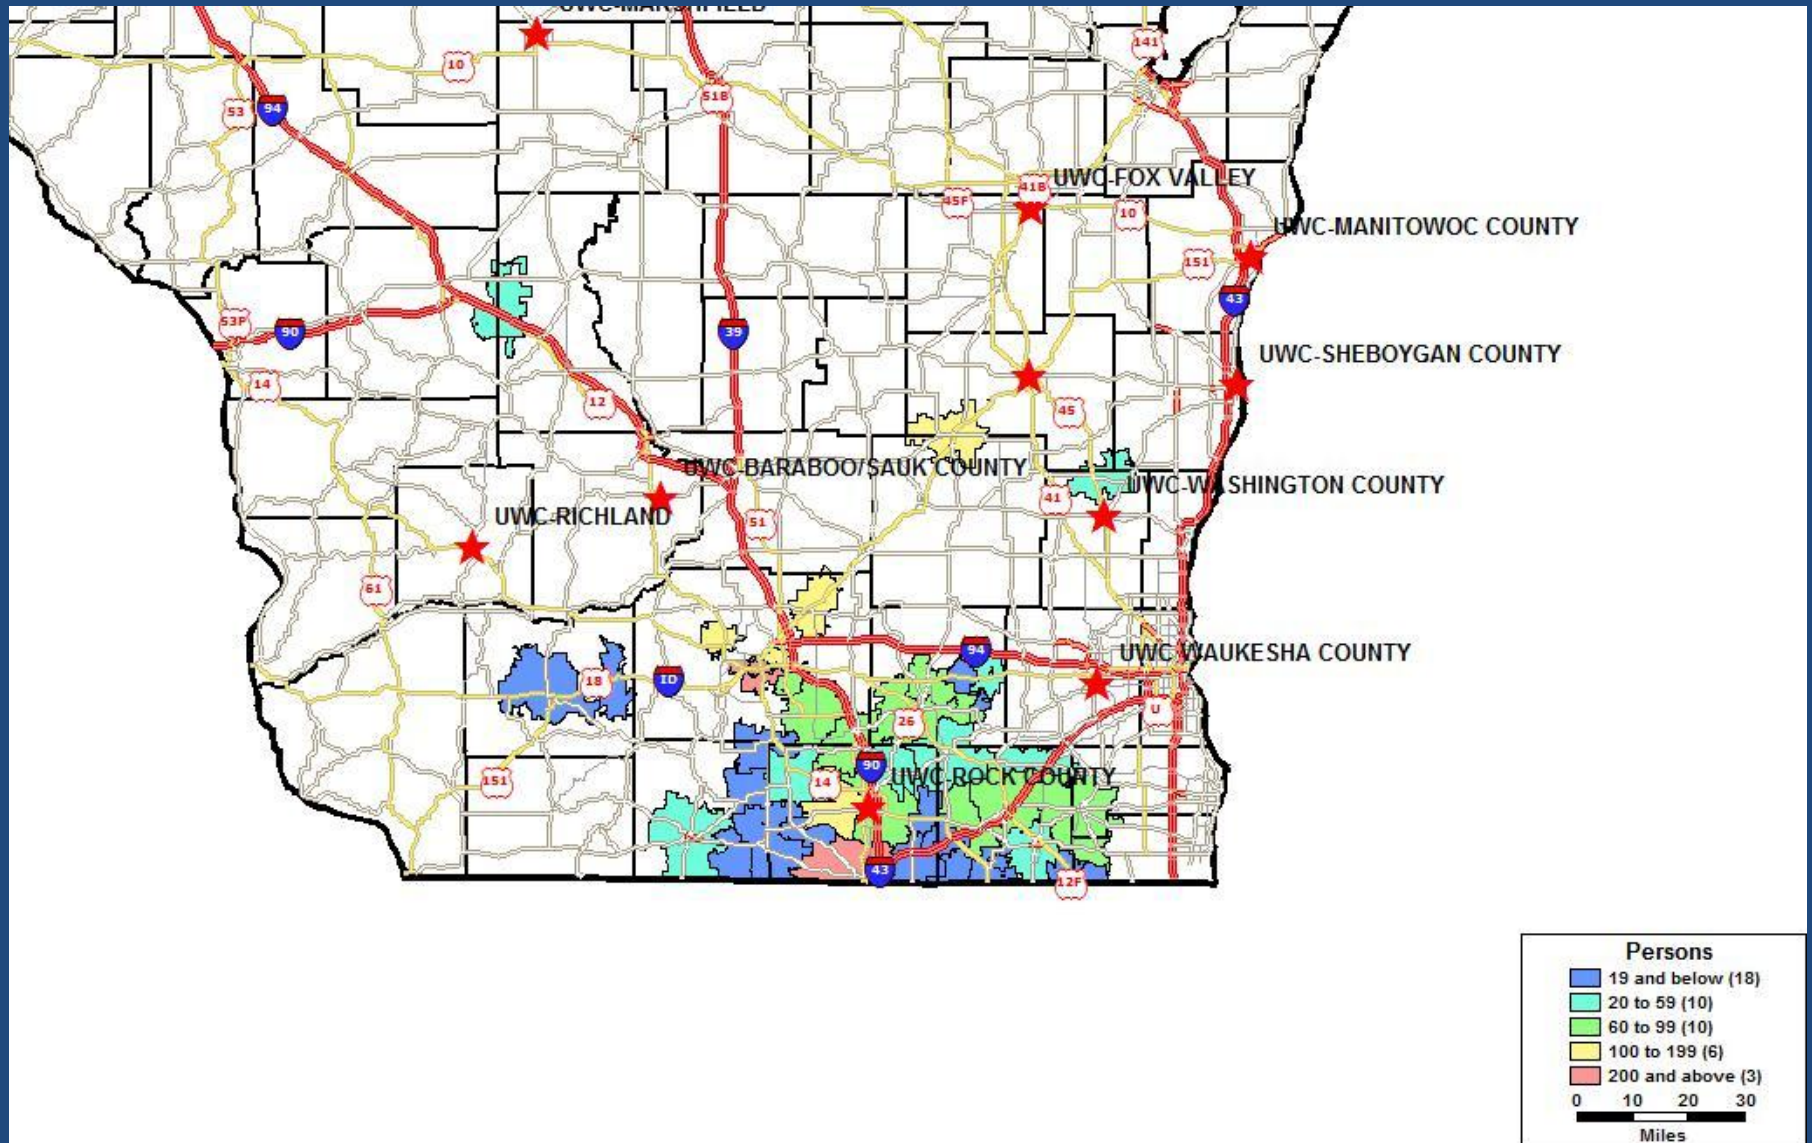 UWC-MARSHFIELD
141
10
51B
53
94
UWC-FOX VALLEY
41B
45F
10
UWC-MANITOWOC COUNTY
151
43
53P
90
39
UWC-SHEBOYGAN COUNTY
14
12
45
UWC-BARABOO/SAUK COUNTY
UWC-WASHINGTON COUNTY
41
UWC-RICHLAND
51
61
94
UWC WAUKESHA COUNTY
18
ID
26
U
90
UWC-ROCK COUNTY
151
14
43
12F
Persons
19 and below (18)
20 to 59 (10)
60 to 99 (10)
100 to 199 (6)
200 and above (3)
0 10 20 30
Miles